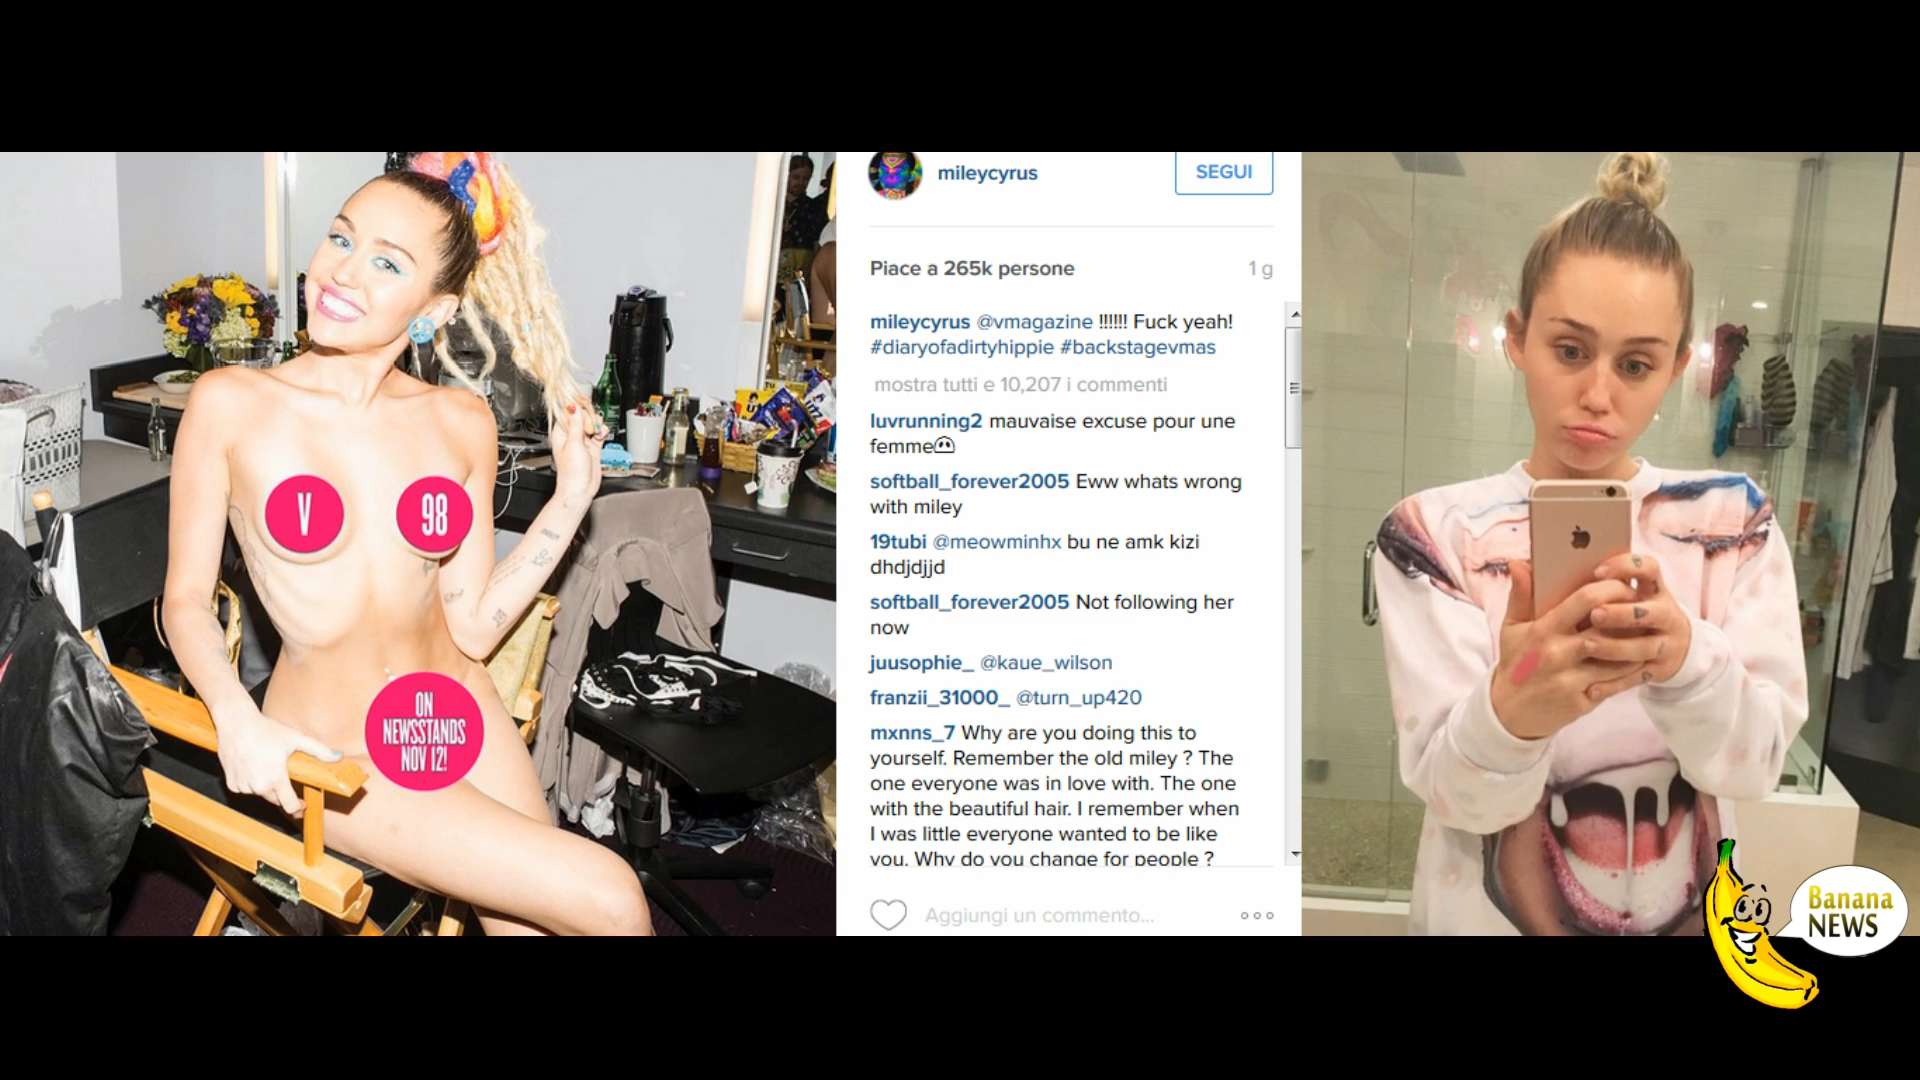 V
98
ON
NEWSSTANDS
NOV 12!
mileycyrus
SEGUI
Piace a 265k persone
1 g
mileycyrus @vmagazine !!!!!! Fuck yeah!
#diaryofadirtyhippie #backstagevmas
mostra tutti e 10,207 i commenti
luvrunning2 mauvaise excuse pour une
femme
softball_forever2005 Eww whats wrong
with miley
19tubi @meowminhx bu ne amk kizi
dhdjdjjd
softball_forever2005 Not following her
now
juusophie_ @kaue_wilson
franzii_31000_ @turn_up420
mxnns_7 Why are you doing this to
yourself. Remember the old miley ? The
one everyone was in love with. The one
with the beautiful hair. I remember when
I was little everyone wanted to be like
you. Why do you change for people ?
Aggiungi un commento...
Banana
NEWS